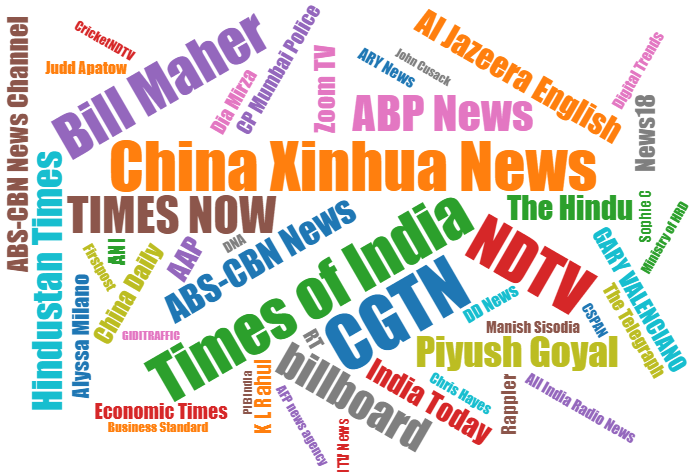 ABS-CBN News Channel
CricketNDTV
Judd Apatow
Bill Maher
Dia Mirza
CP Mumbai Police
Zoom TV
ARY News
John Cusack
Al Jazeera English
Digital Trends
ABP News
News18
China Xinhua News
Hindustan Times
TIMES NOW
The Hindu
Sophie C
Ministry of HRD
Firstpost
ANI
China Daily
AAP
DNA
ABS-CBN News
Times of India
NDTV
GARY VALENCIANO
Alyssa Milano
GIDITRAFFIC
CGTN
DD News
CSPAN
The Telegraph
RT
Manish Sisodia
Piyush Goyal
billboard
India Today
Chris Hayes
Rappler
All India Radio News
Economic Times
Business Standard
PIB India
K L Rahul
AFP news agency
ITV News